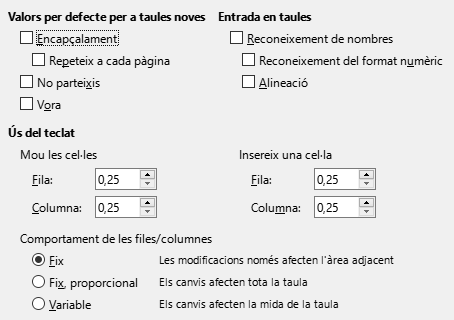 Valors per defecte per a taules noves
Encapçalament
Repeteix a cada pàgina
No parteixis
Vora
Entrada en taules
Reconeixement de nombres
Reconeixement del format numèric
Alineació
Ús del teclat
Mou les cel·les
Fila: 0,25
Columna: 0,25
Insereix una cel·la
Fila: 0,25
Columna: 0,25
Comportament de les files/columnes
Fix Les modificacions només afecten l'àrea adjacent
Fix, proporcional Els canvis afecten tota la taula
Variable Els canvis afecten la mida de la taula